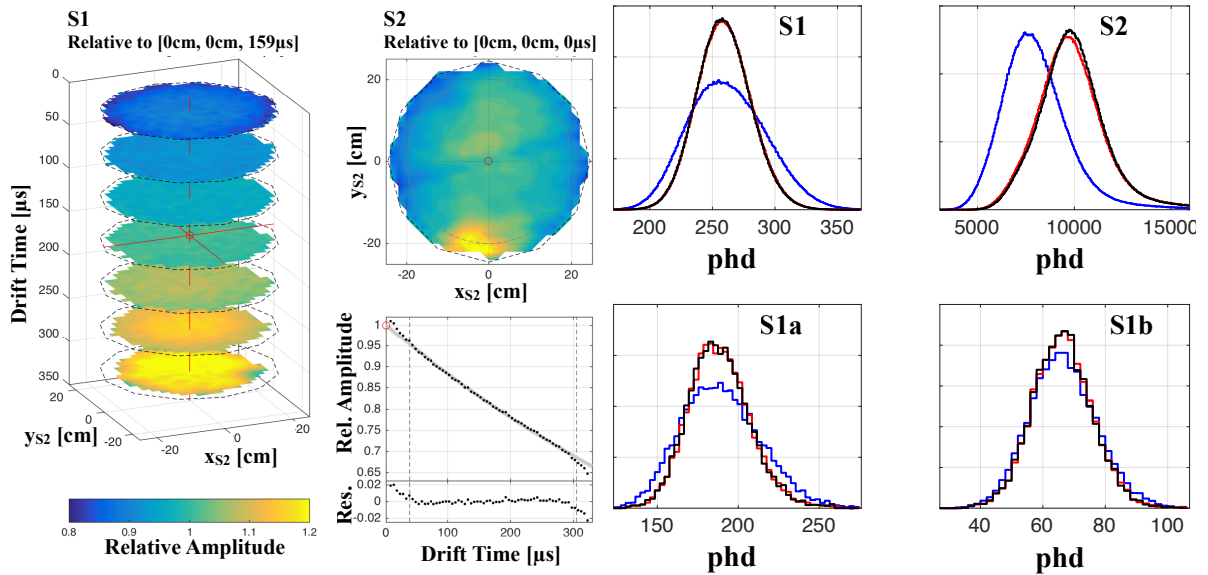 S1
Relative to [0cm, 0cm, 159μs]
0
50
100
150
200
250
300
350
Drift Time [μs]
20
0
-20
yS2 [cm]
-20
0
20
xS2 [cm]
0.8
0.9
1
1.1
1.2
Relative Amplitude
S2
Relative to [0cm, 0cm, 0μs]
20
0
-20
yS2 [cm]
-20
0
20
xS2 [cm]
1
0.95
0.9
0.85
0.8
0.75
0.7
0.65
Rel. Amplitude
0.02
0
-0.02
Res.
0
100
200
300
Drift Time [μs]
S1
200
250
300
350
phd
S2
5000
10000
15000
phd
S1a
150
200
250
phd
S1b
40
60
80
100
phd